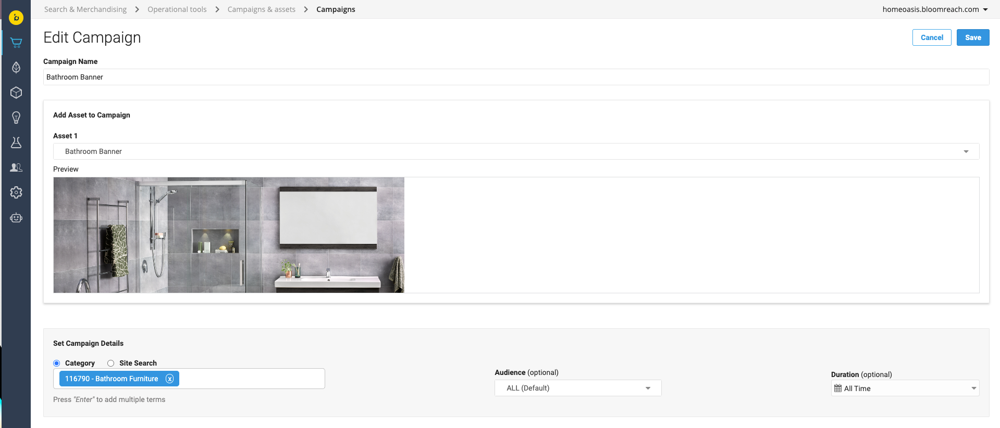 Search & Merchandising > Operational tools > Campaigns & assets > Campaigns
homeoasis.bloomreach.com
Edit Campaign
Cancel
Save
Campaign Name
Bathroom Banner
Add Asset to Campaign
Asset 1
Bathroom Banner
Preview
Set Campaign Details
Category
Site Search
116790 - Bathroom Furniture (x)
Press "Enter" to add multiple terms
Audience (optional)
ALL (Default)
Duration (optional)
All Time